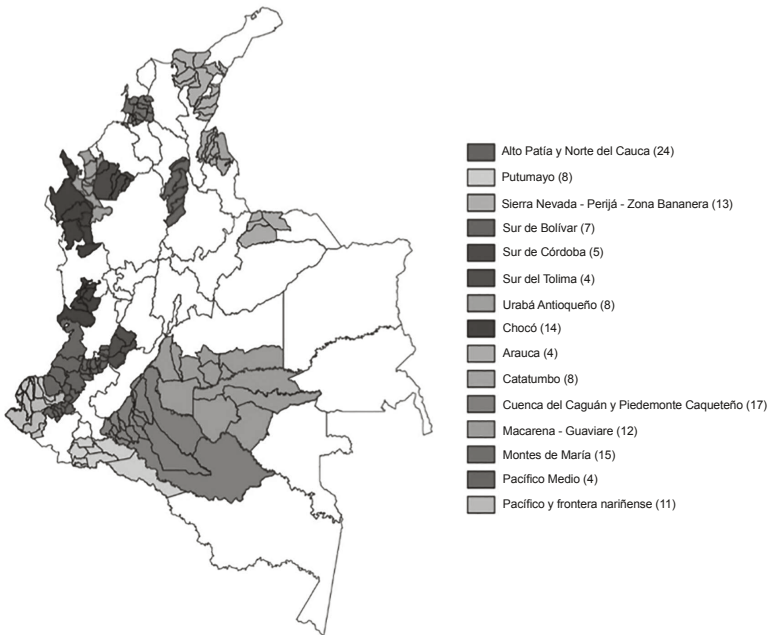 Alto Patía y Norte del Cauca (24)
Putumayo (8)
Sierra Nevada - Perijá - Zona Bananera (13)
Sur de Bolívar (7)
Sur de Córdoba (5)
Sur del Tolima (4)
Urabá Antioqueño (8)
Chocó (14)
Arauca (4)
Catatumbo (8)
Cuenca del Caguán y Piedemonte Caqueteño (17)
Macarena - Guaviare (12)
Montes de María (15)
Pacífico Medio (4)
Pacífico y frontera nariñense (11)